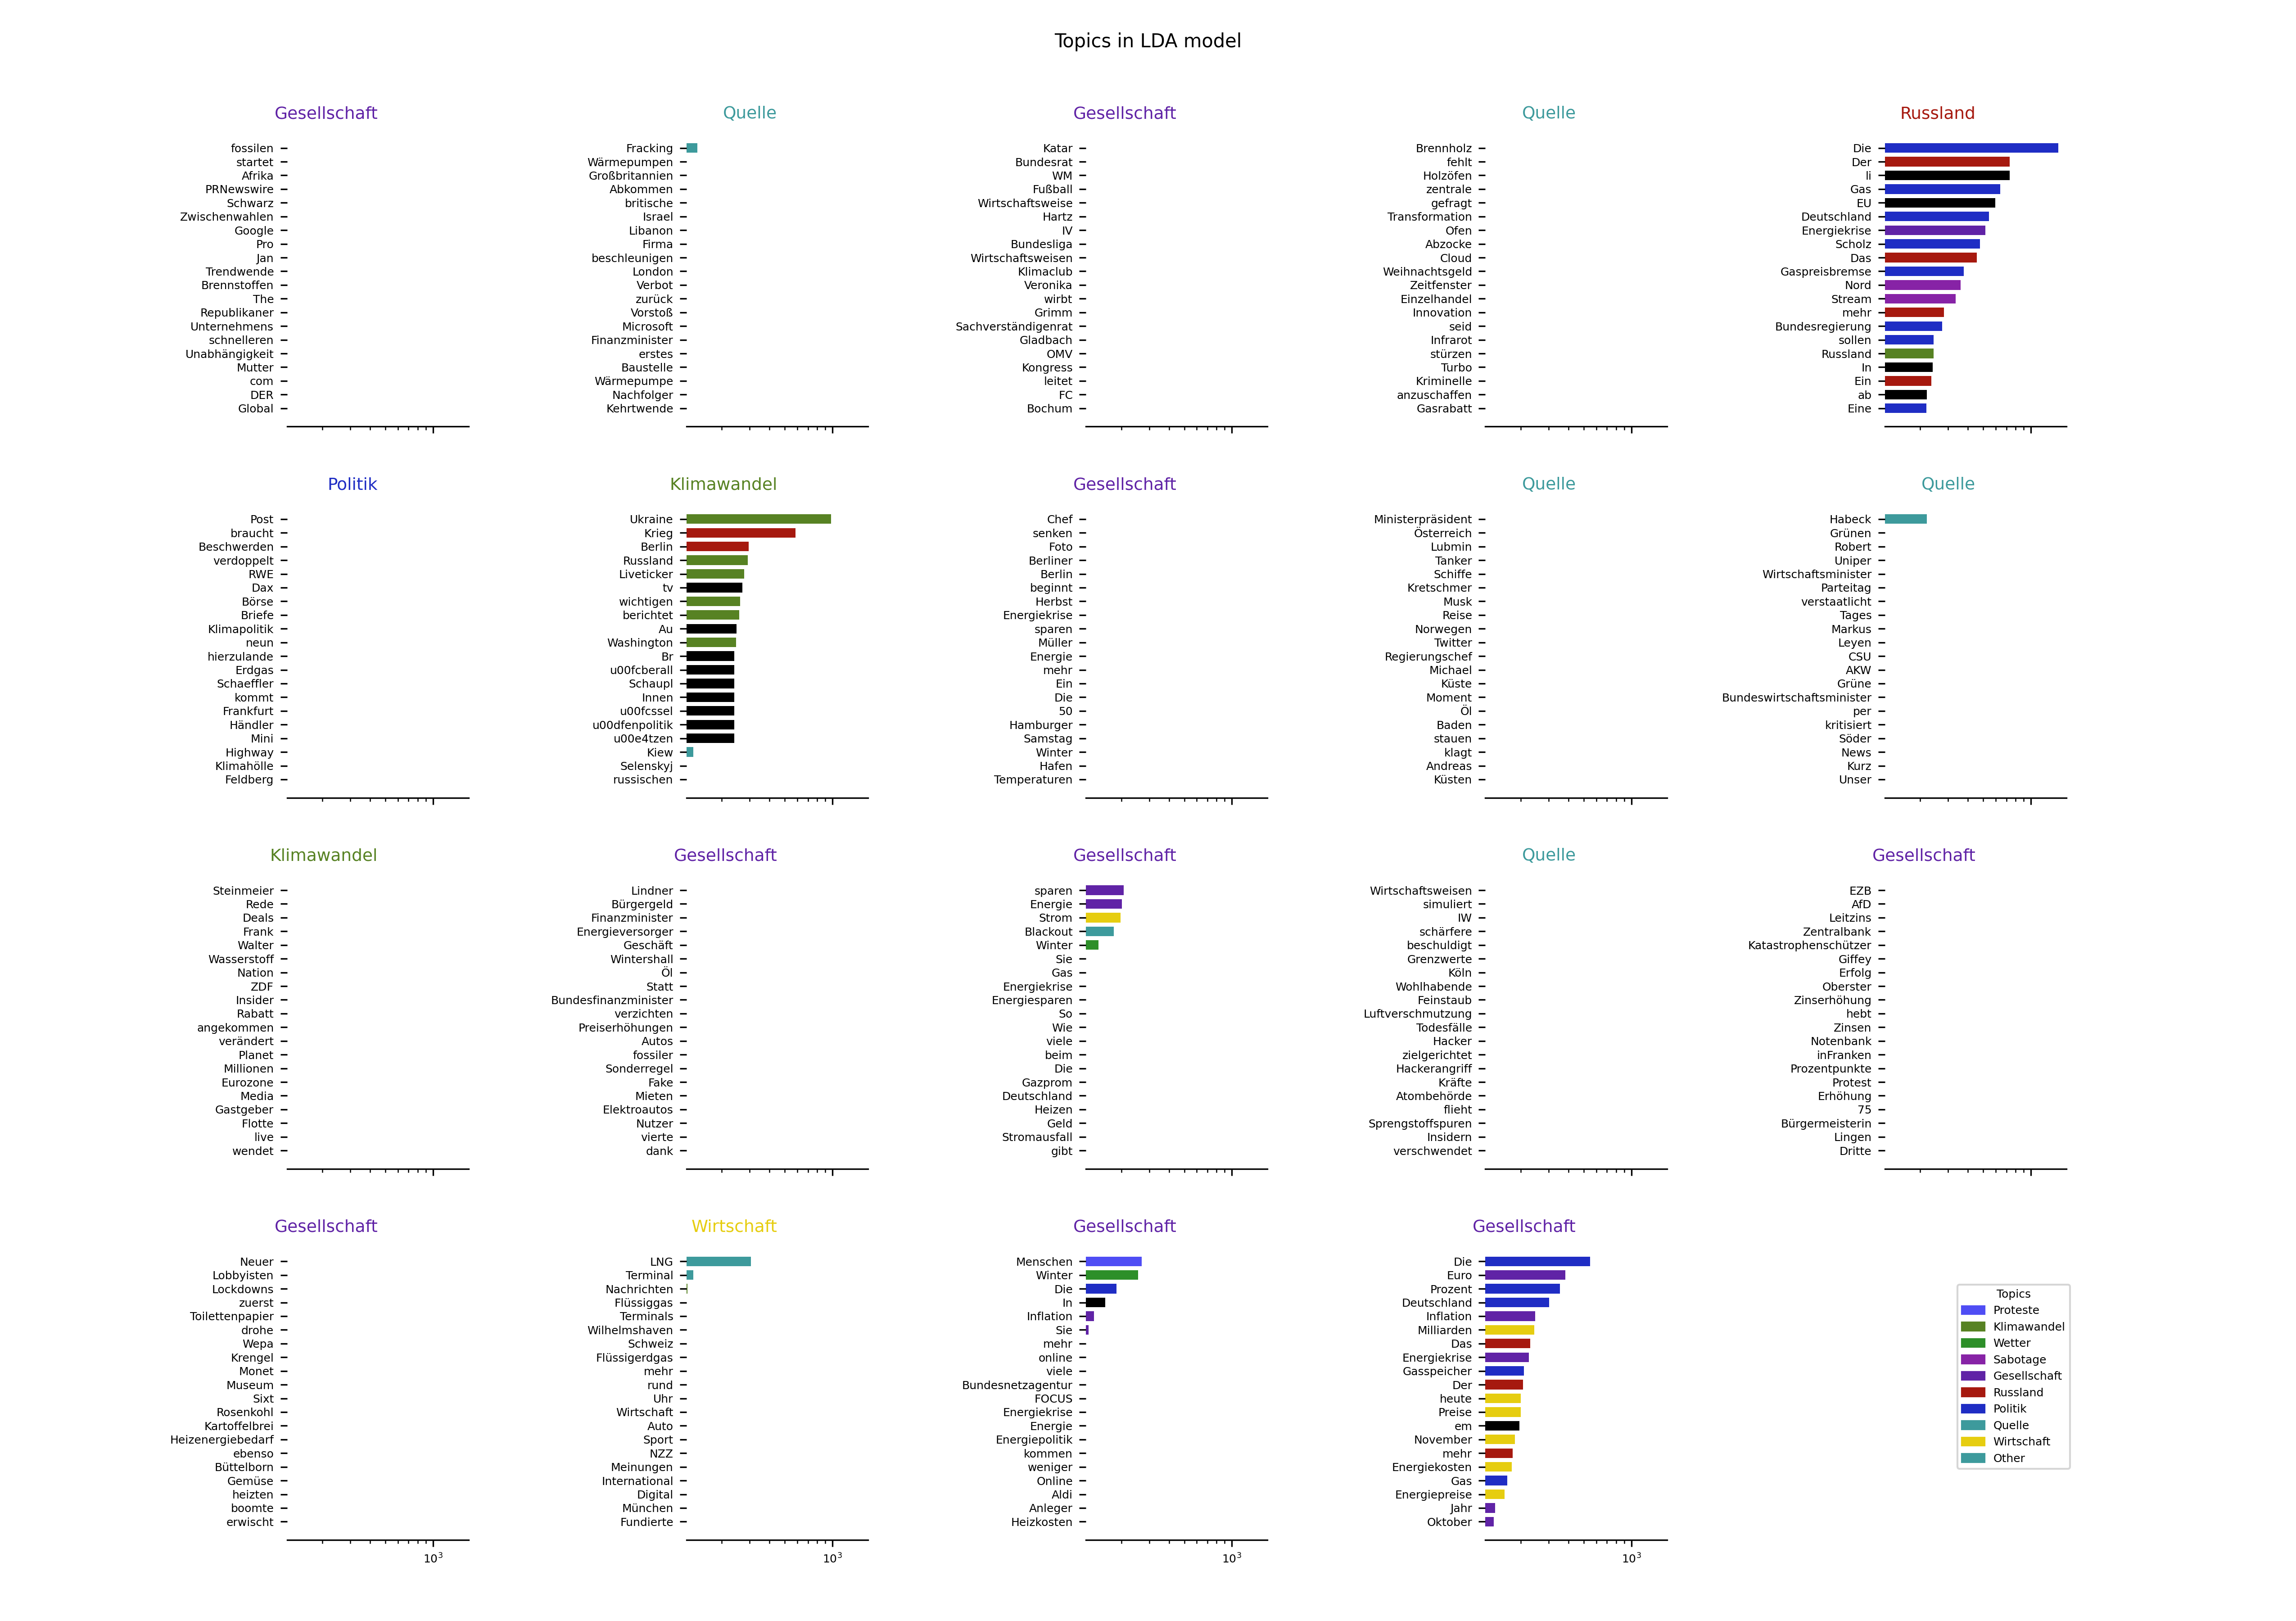 Topics in LDA model
Gesellschaft
fossilen
startet
Afrika
PRNewswire
Schwarz
Zwischenwahlen
Google
Pro
Jan
Trendwende
Brennstoffen
The
Republikaner
Unternehmens
schnelleren
Unabhängigkeit
Mutter
com
DER
Global
Quelle
Fracking
Wärmepumpen
Großbritannien
Abkommen
britische
Israel
Libanon
Firma
beschleunigen
London
Verbot
zurück
Vorstoß
Microsoft
Finanzminister
erstes
Baustelle
Wärmepumpe
Nachfolger
Kehrtwende
Gesellschaft
Katar
Bundesrat
WM
Fußball
Wirtschaftsweise
Hartz
IV
Bundesliga
Wirtschaftsweisen
Klimaclub
Veronika
wirbt
Grimm
Sachverständigenrat
Gladbach
OMV
Kongress
leitet
FC
Bochum
Quelle
Brennholz
fehlt
Holzöfen
zentrale
gefragt
Transformation
Ofen
Abzocke
Cloud
Weihnachtsgeld
Zeitfenster
Einzelhandel
Innovation
seid
Infrarot
stürzen
Turbo
Kriminelle
anzuschaffen
Gasrabatt
Russland
Die
Der
li
Gas
EU
Deutschland
Energiekrise
Scholz
Das
Gaspreisbremse
Nord
Stream
mehr
Bundesregierung
sollen
Russland
In
Ein
ab
Eine
Politik
Post
braucht
Beschwerden
verdoppelt
RWE
Dax
Börse
Briefe
Klimapolitik
neun
hierzulande
Erdgas
Schaeffler
kommt
Frankfurt
Händler
Mini
Highway
Klimahölle
Feldberg
Klimawandel
Ukraine
Krieg
Berlin
Russland
Liveticker
tv
wichtigen
berichtet
Au
Washington
Br
u00fcberall
Schaupl
Innen
u00fcssel
u00dfenpolitik
u00e4tzen
Kiew
Selenskyj
russischen
Gesellschaft
Chef
senken
Foto
Berliner
Berlin
beginnt
Herbst
Energiekrise
sparen
Müller
Energie
mehr
Ein
Die
50
Hamburger
Samstag
Winter
Hafen
Temperaturen
Quelle
Ministerpräsident
Österreich
Lubmin
Tanker
Schiffe
Kretschmer
Musk
Reise
Norwegen
Twitter
Regierungschef
Michael
Küste
Moment
Öl
Baden
stauen
klagt
Andreas
Küsten
Quelle
Habeck
Grünen
Robert
Uniper
Wirtschaftsminister
Parteitag
verstaatlicht
Tages
Markus
Leyen
CSU
AKW
Grüne
Bundeswirtschaftsminister
per
kritisiert
Söder
News
Kurz
Unser
Klimawandel
Steinmeier
Rede
Deals
Frank
Walter
Wasserstoff
Nation
ZDF
Insider
Rabatt
angekommen
verändert
Planet
Millionen
Eurozone
Media
Gastgeber
Flotte
live
wendet
Gesellschaft
Lindner
Bürgergeld
Finanzminister
Energieversorger
Geschäft
Wintershall
Öl
Statt
Bundesfinanzminister
verzichten
Preiserhöhungen
Autos
fossiler
Sonderregel
Fake
Mieten
Elektroautos
Nutzer
vierte
dank
Gesellschaft
sparen
Energie
Strom
Blackout
Winter
Sie
Gas
Energiekrise
Energiesparen
So
Wie
viele
beim
Die
Gazprom
Deutschland
Heizen
Geld
Stromausfall
gibt
Quelle
Wirtschaftsweisen
simuliert
IW
schärfere
beschuldigt
Grenzwerte
Köln
Wohlhabende
Feinstaub
Luftverschmutzung
Todesfälle
Hacker
zielgerichtet
Hackerangriff
Kräfte
Atombehörde
flieht
Sprengstoffspuren
Insidern
verschwendet
Gesellschaft
EZB
AfD
Leitzins
Zentralbank
Katastrophenschützer
Giffey
Erfolg
Oberster
Zinserhöhung
hebt
Zinsen
Notenbank
inFranken
Prozentpunkte
Protest
Erhöhung
75
Bürgermeisterin
Lingen
Dritte
Gesellschaft
Neuer
Lobbyisten
Lockdowns
zuerst
Toilettenpapier
drohe
Wepa
Krengel
Monet
Museum
Sixt
Rosenkohl
Kartoffelbrei
Heizenergiebedarf
ebenso
Büttelborn
Gemüse
heizten
boomte
erwischt
10³
Wirtschaft
LNG
Terminal
Nachrichten
Flüssiggas
Terminals
Wilhelmshaven
Schweiz
Flüssigerdgas
mehr
rund
Uhr
Wirtschaft
Auto
Sport
NZZ
Meinungen
International
Digital
München
Fundierte
10³
Gesellschaft
Menschen
Winter
Die
In
Inflation
Sie
mehr
online
viele
Bundesnetzagentur
FOCUS
Energiekrise
Energie
Energiepolitik
kommen
weniger
Online
Aldi
Anleger
Heizkosten
10³
Gesellschaft
Die
Euro
Prozent
Deutschland
Inflation
Milliarden
Das
Energiekrise
Gasspeicher
Der
heute
Preise
em
November
mehr
Energiekosten
Gas
Energiepreise
Jahr
Oktober
10³
Topics
Proteste
Klimawandel
Wetter
Sabotage
Gesellschaft
Russland
Politik
Quelle
Wirtschaft
Other